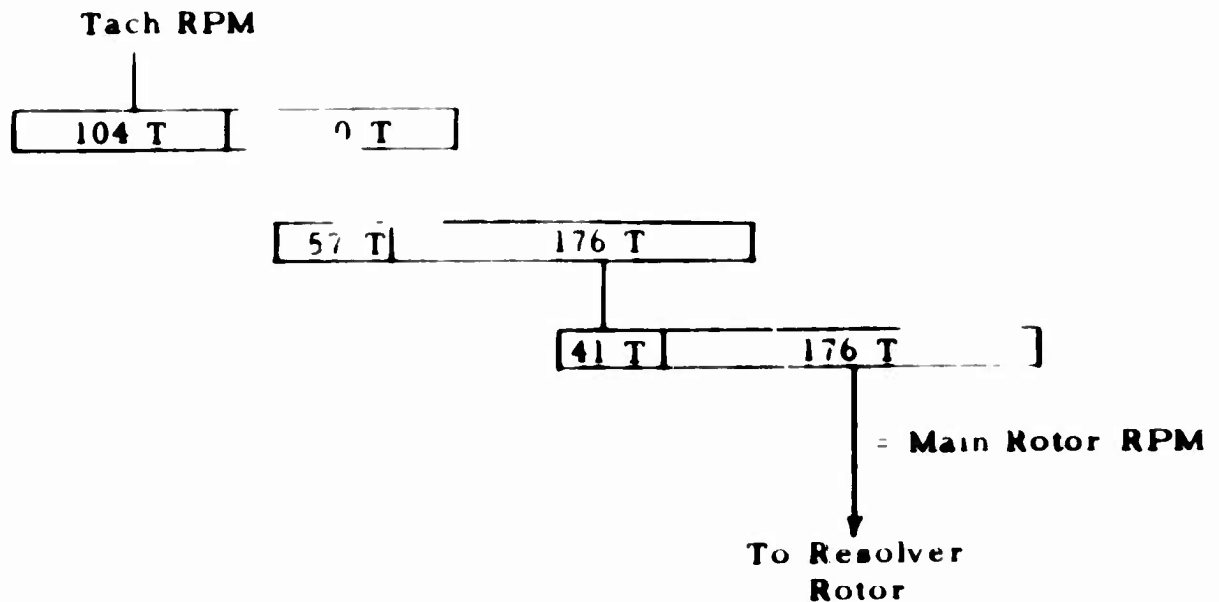 Tach RPM
104 T
T
57 T 176 T
41 T 176 T
= Main Rotor RPM
To Resolver
Rotor